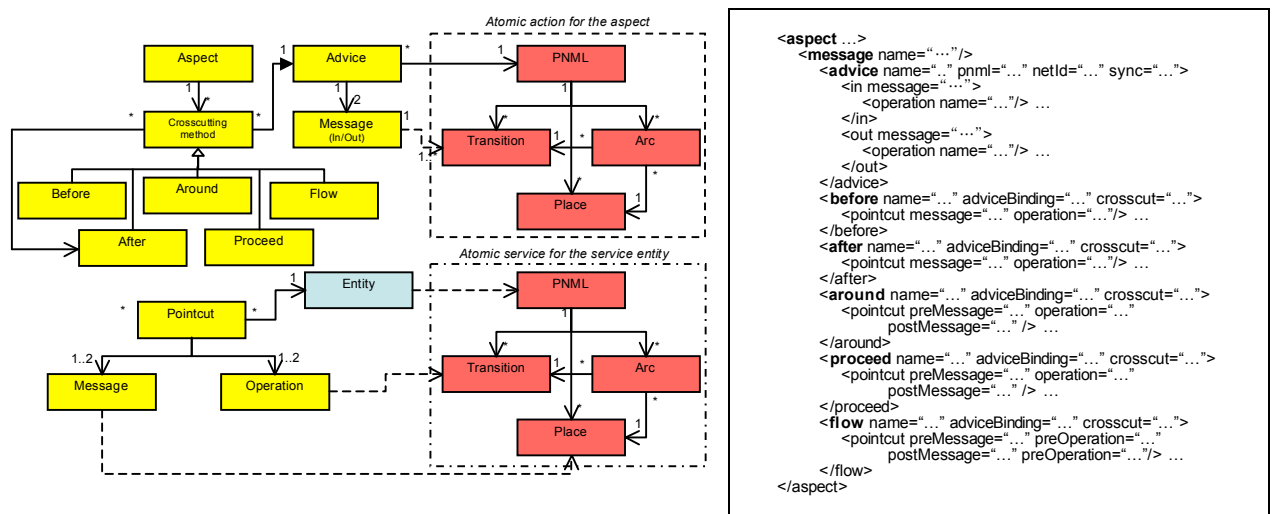 Atomic action for the aspect
Aspect
1
Advice
*
1
PNML
1
*
1
1
*
*
Crosscutting
method
*
2
Message
(In/Out)
1
1..*
*
*
Transition
1
*
Arc
*
*
1
Place
Before
Around
Flow
After
Proceed
Atomic service for the service entity
1
Entity
PNML
1
*
Pointcut
*
1..2
1..2
Message
Operation
*
*
Transition
1
*
Arc
*
*
1
Place
<aspect …>
<message name="…"/>
<advice name=".." pnml="…" netId="…" sync="…">
<in message="…">
<operation name="…"/> …
</in>
<out message="…">
<operation name="…"/> …
</out>
</advice>
<before name="…" adviceBinding="…" crosscut="…">
<pointcut message="…" operation="…"/> …
</before>
<after name="…" adviceBinding="…" crosscut="…">
<pointcut message="…" operation="…"/> …
</after>
<around name="…" adviceBinding="…" crosscut="…">
<pointcut preMessage="…" operation="…"
postMessage="…" /> …
</around>
<proceed name="…" adviceBinding="…" crosscut="…">
<pointcut preMessage="…" operation="…"
postMessage="…" /> …
</proceed>
<flow name="…" adviceBinding="…" crosscut="…">
<pointcut preMessage="…" preOperation="…"
postMessage="…" preOperation="…"/> …
</flow>
</aspect>